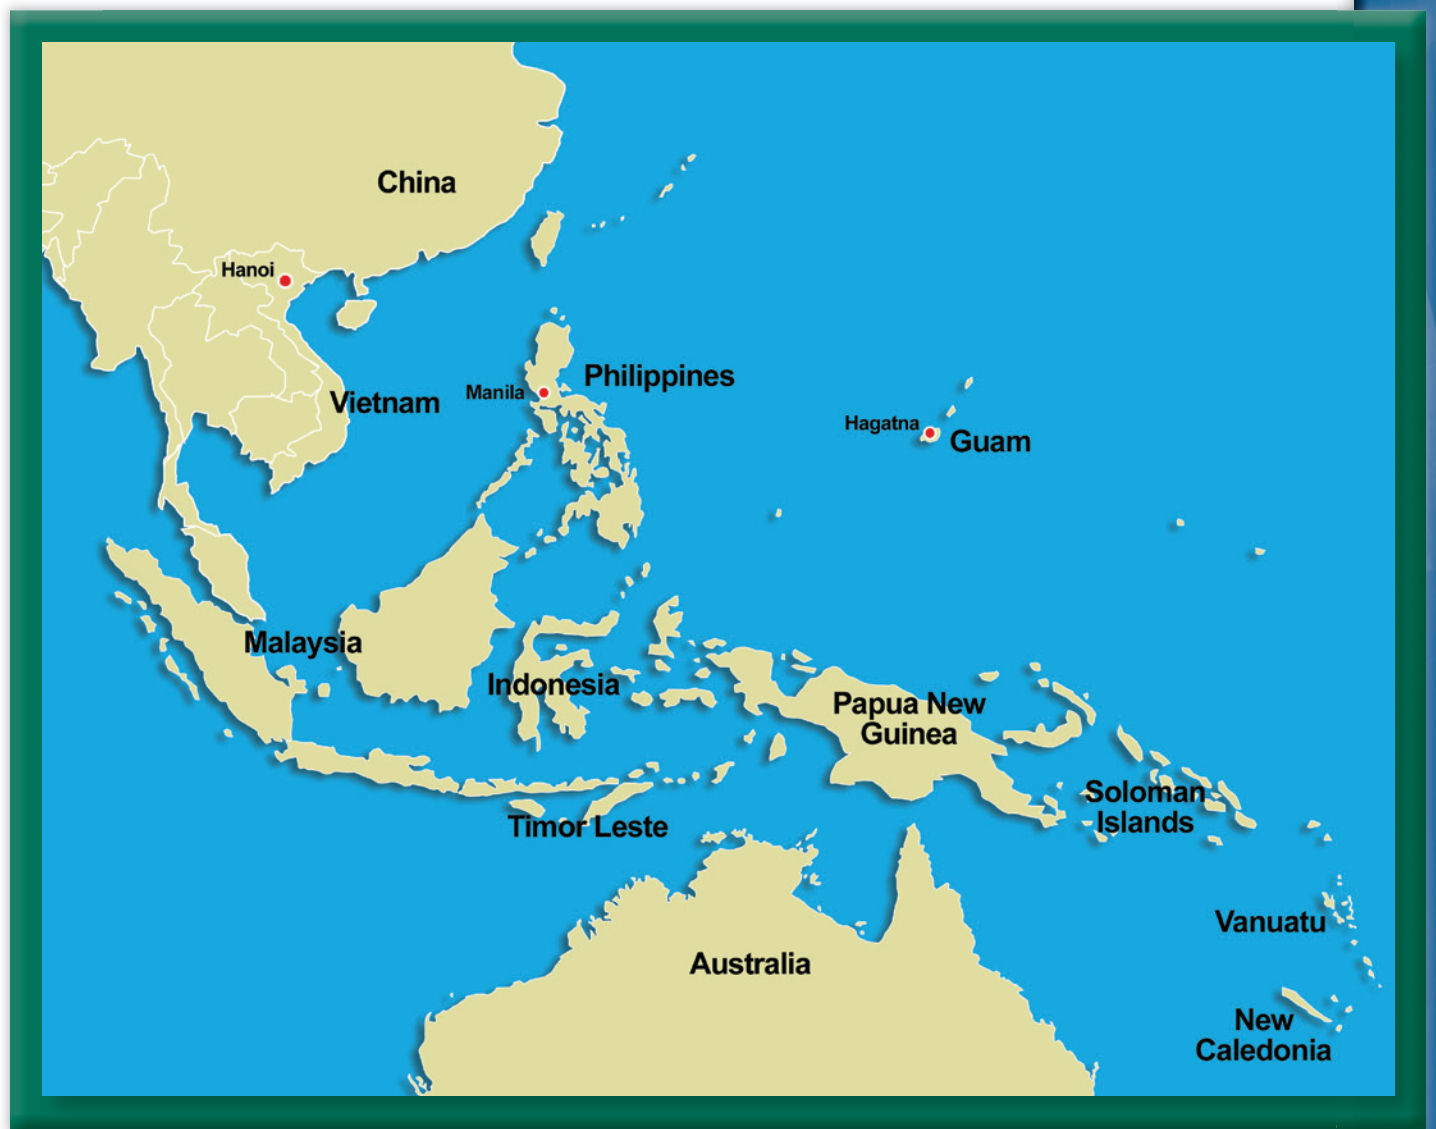 China
Hanoi
Philippines
Manila
Vietnam
Hagatna
Guam
Malaysia
Indonesia
Papua New
Guinea
Soloman
Islands
Timor Leste
Vanuatu
Australia
New
Caledonia